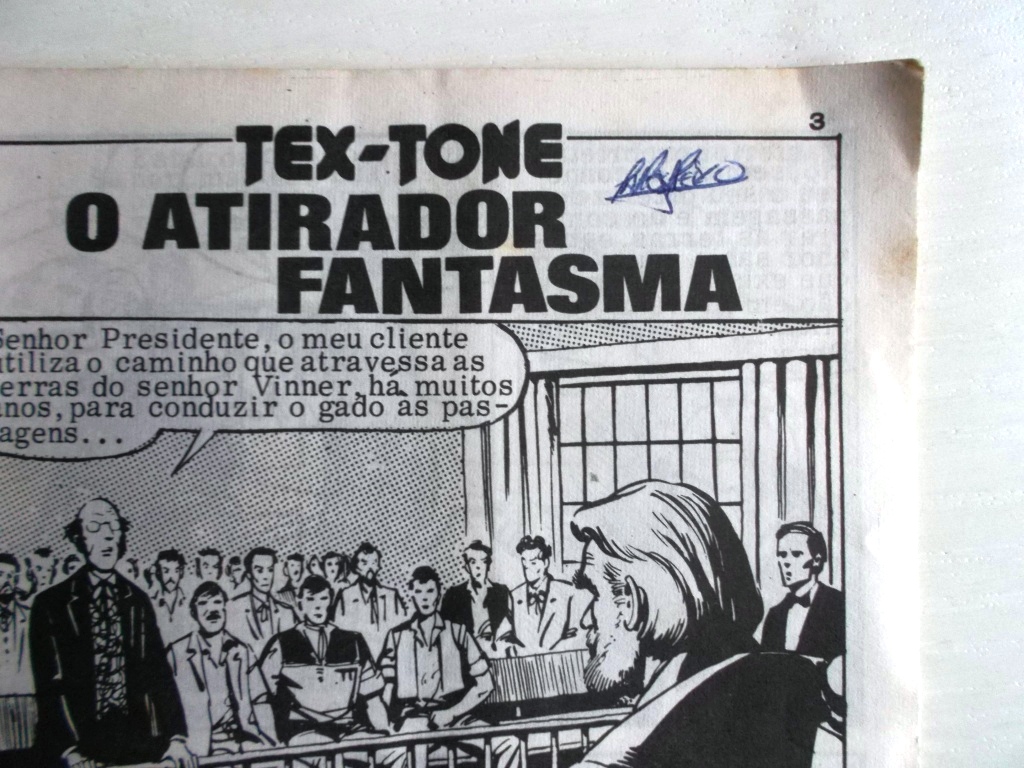 3
TEX-TONE
O ATIRADOR
FANTASMA
Senhor Presidente, o meu cliente
utiliza o caminho que atravessa as
terras do senhor Vinner, há muitos
anos, para conduzir o gado às pas-
tagens...